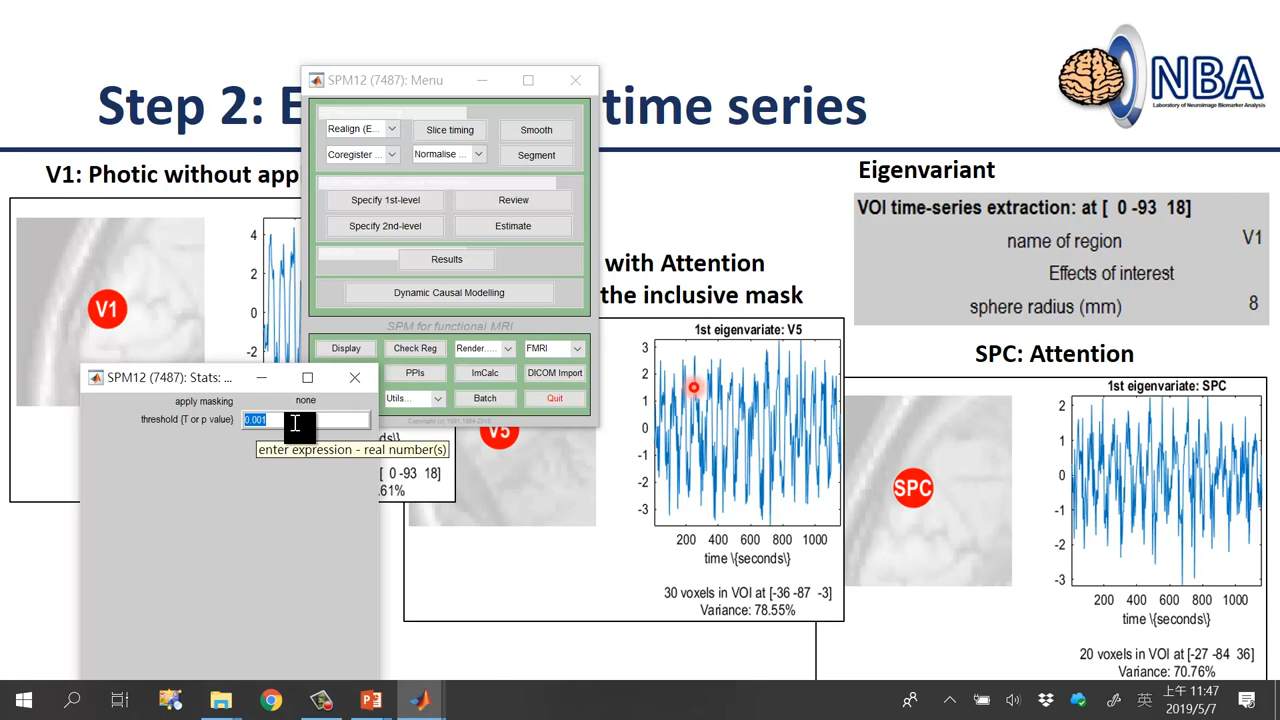 NBA
Laboratory of Neuroimage Biomarker Analysis
Step 2: E
time series
V1: Photic without app
V1
4
2
0
-2
[ 0 -93 18]
.61%
SPM12 (7487): Menu
Realign (E...
Slice timing
Smooth
Coregister ...
Normalise ...
Segment
Specify 1st-level
Review
Specify 2nd-level
Estimate
Results
Dynamic Causal Modelling
SPM for functional MRI
Display
Check Reg
Render...
FMRI
PPIs
ImCalc
DICOM Import
Utils...
Batch
Quit
SPM12 (7487): Stats: ...
apply masking
none
threshold {T or p value}
0.001
enter expression - real number(s)
with Attention
the inclusive mask
V5
1st eigenvariate: V5
3
2
1
0
-1
-2
-3
200 400 600 800 1000
time \{seconds\}
30 voxels in VOI at [-36 -87 -3]
Variance: 78.55%
Eigenvariant
VOI time-series extraction: at [ 0 -93 18]
name of region V1
Effects of interest
sphere radius (mm) 8
SPC: Attention
SPC
1st eigenvariate: SPC
2
1
0
-1
-2
-3
200 400 600 800 1000
time \{seconds\}
20 voxels in VOI at [-27 -84 36]
Variance: 70.76%
英
上午 11:47
2019/5/7